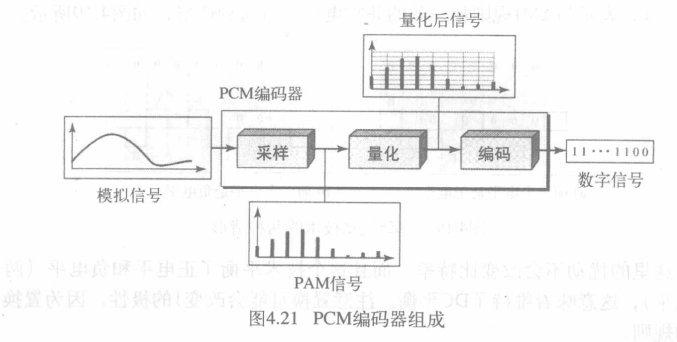 量化后信号
PCM编码器
采样
量化
编码
11···1100
模拟信号
数字信号
PAM信号
图4.21 PCM编码器组成